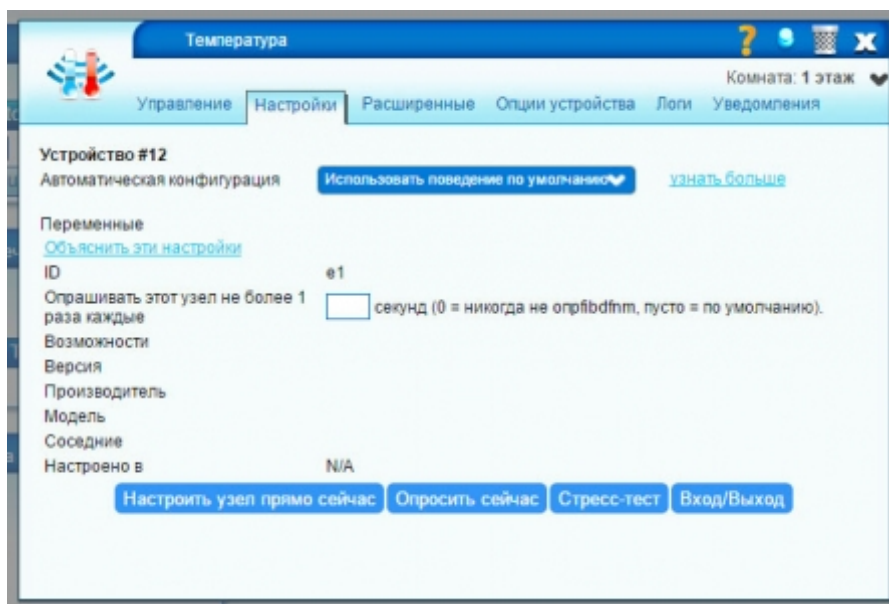 Температура
Комната: 1 этаж
Управление Настройки Расширенные Опции устройства Логи Уведомления
Устройство #12
Автоматическая конфигурация Использовать поведение по умолчанию узнать больше
Переменные
Объяснить эти настройки
ID e1
Опрашивать этот узел не более 1 секунд (0 = никогда не опрfibdfnm, пусто = по умолчанию).
раза каждые
Возможности
Версия
Производитель
Модель
Соседние
Настроено в N/A
Настроить узел прямо сейчас Опросить сейчас Стресс-тест Вход/Выход